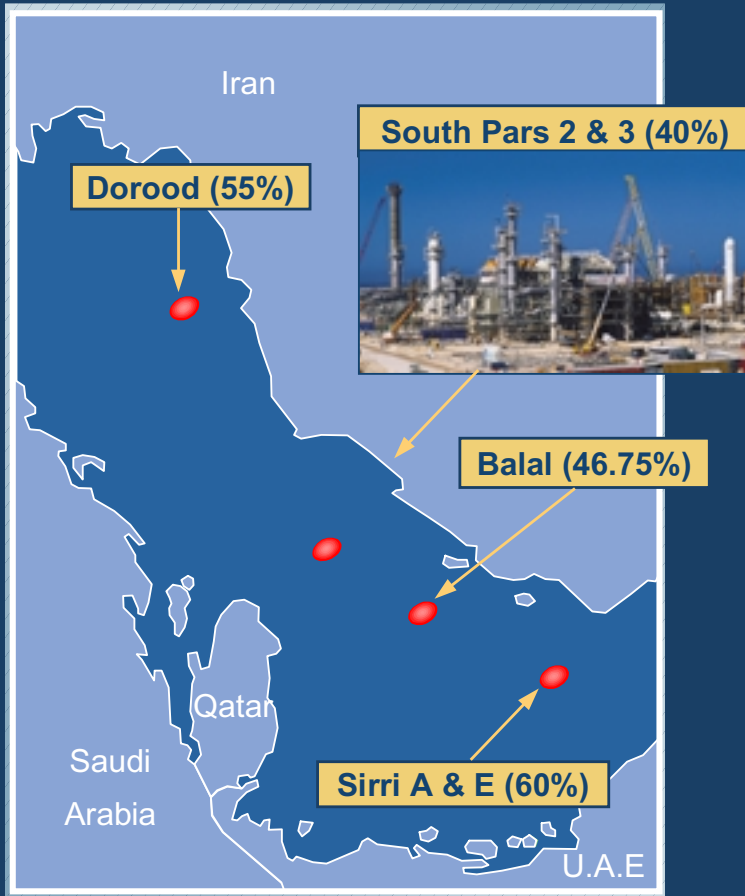 Iran
South Pars 2 & 3 (40%)
Dorood (55%)
Balal (46.75%)
Qatar
Saudi
Arabia
Sirri A & E (60%)
U.A.E